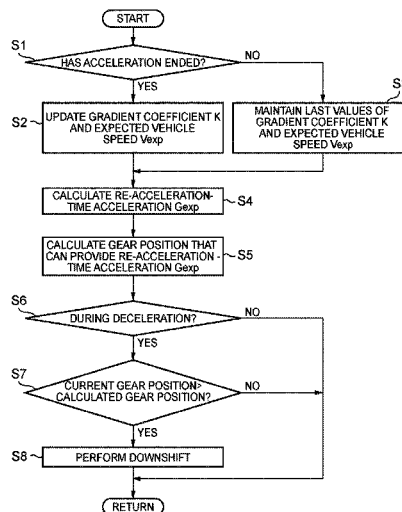 START
S1
HAS ACCELERATION ENDED?
NO
YES
S2
UPDATE GRADIENT COEFFICIENT K
AND EXPECTED VEHICLE
SPEED Vexp
S
MAINTAIN LAST VALUES OF
GRADIENT COEFFICIENT K
AND EXPECTED VEHICLE
SPEED Vexp
CALCULATE RE-ACCELERATION-
TIME ACCELERATION Gexp
S4
CALCULATE GEAR POSITION THAT
CAN PROVIDE RE-ACCELERATION -
TIME ACCELERATION Gexp
S5
S6
DURING DECELERATION?
NO
YES
S7
CURRENT GEAR POSITION>
CALCULATED GEAR POSITION?
NO
YES
S8
PERFORM DOWNSHIFT
RETURN